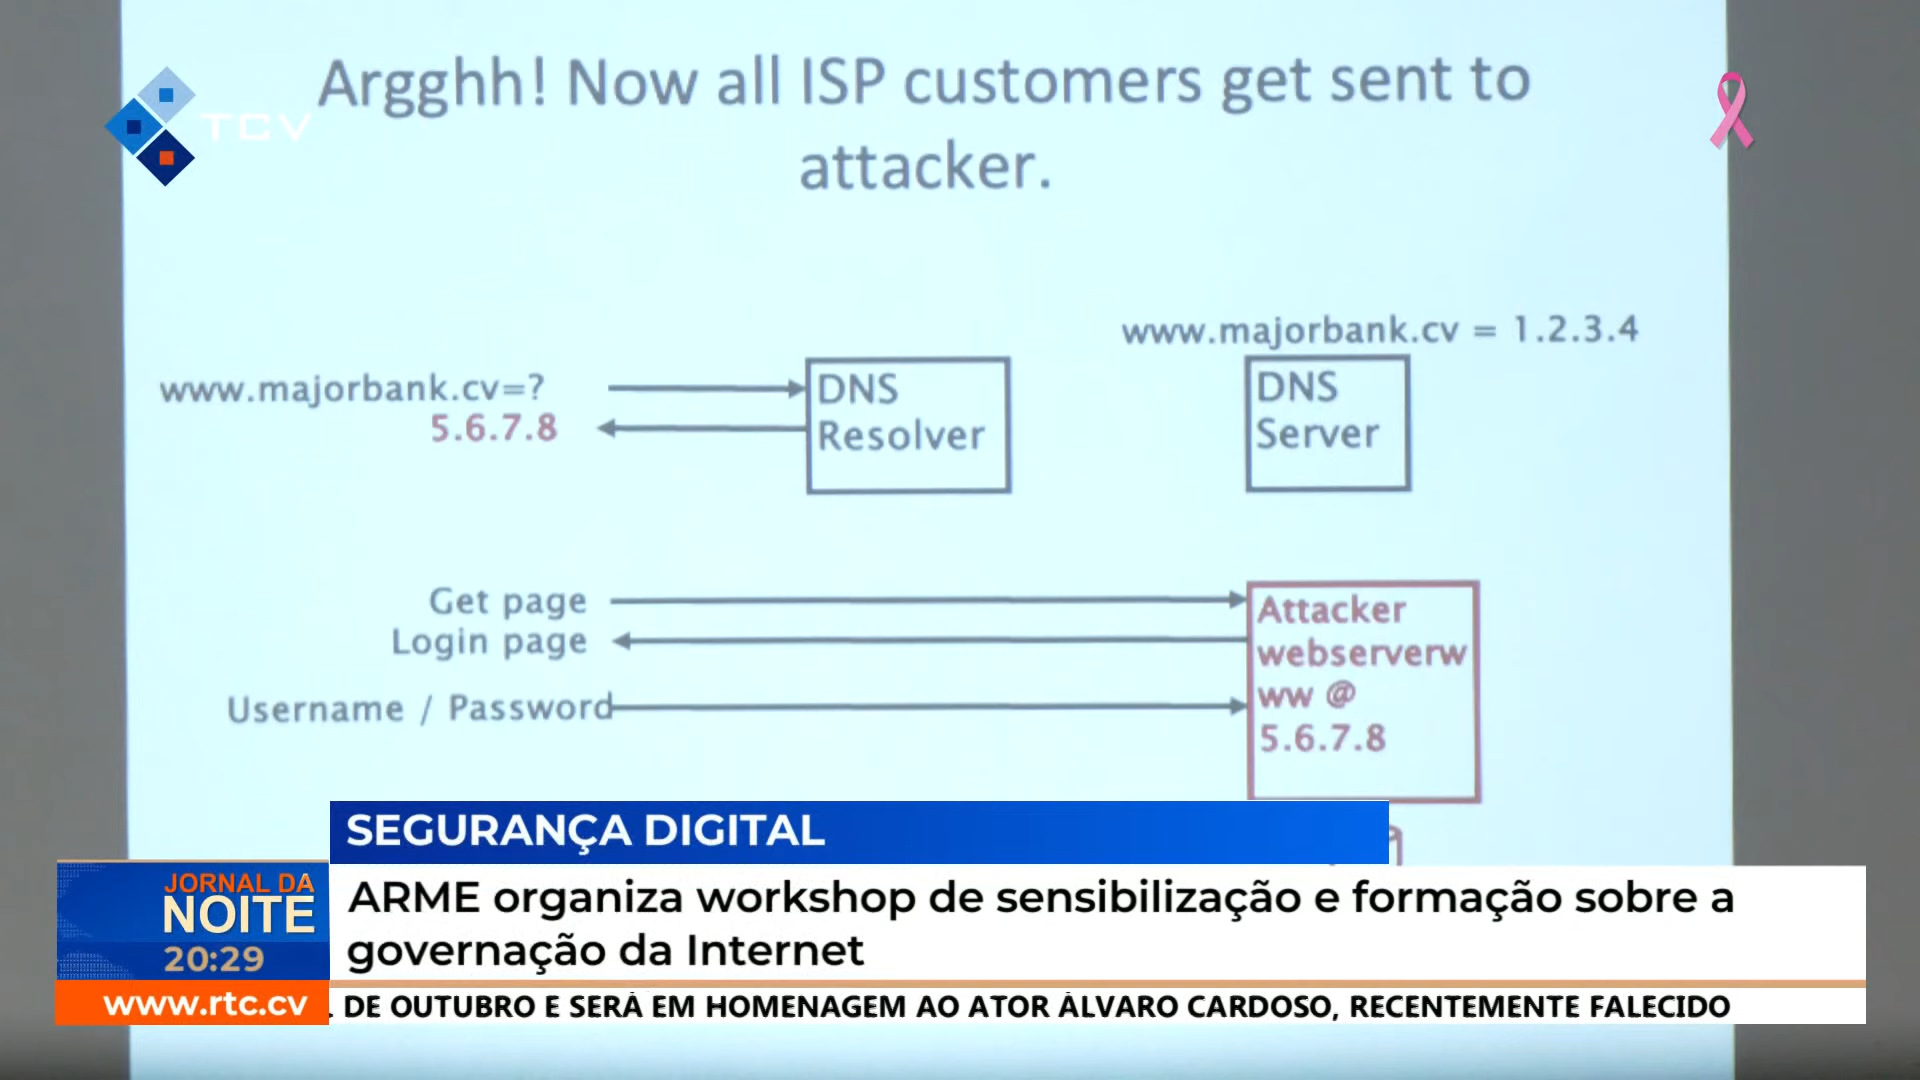 Argghh! Now all ISP customers get sent to
attacker.
TCV
www.majorbank.cv = 1.2.3.4
www.majorbank.cv=?
5.6.7.8
DNS
Resolver
DNS
Server
Get page
Login page
Username / Password
Attacker
webserverw
ww @
5.6.7.8
SEGURANÇA DIGITAL
JORNAL DA
NOITE
20:29
ARME organiza workshop de sensibilização e formação sobre a
governação da Internet
www.rtc.cv
DE OUTUBRO E SERÁ EM HOMENAGEM AO ATOR ÁLVARO CARDOSO, RECENTEMENTE FALECIDO